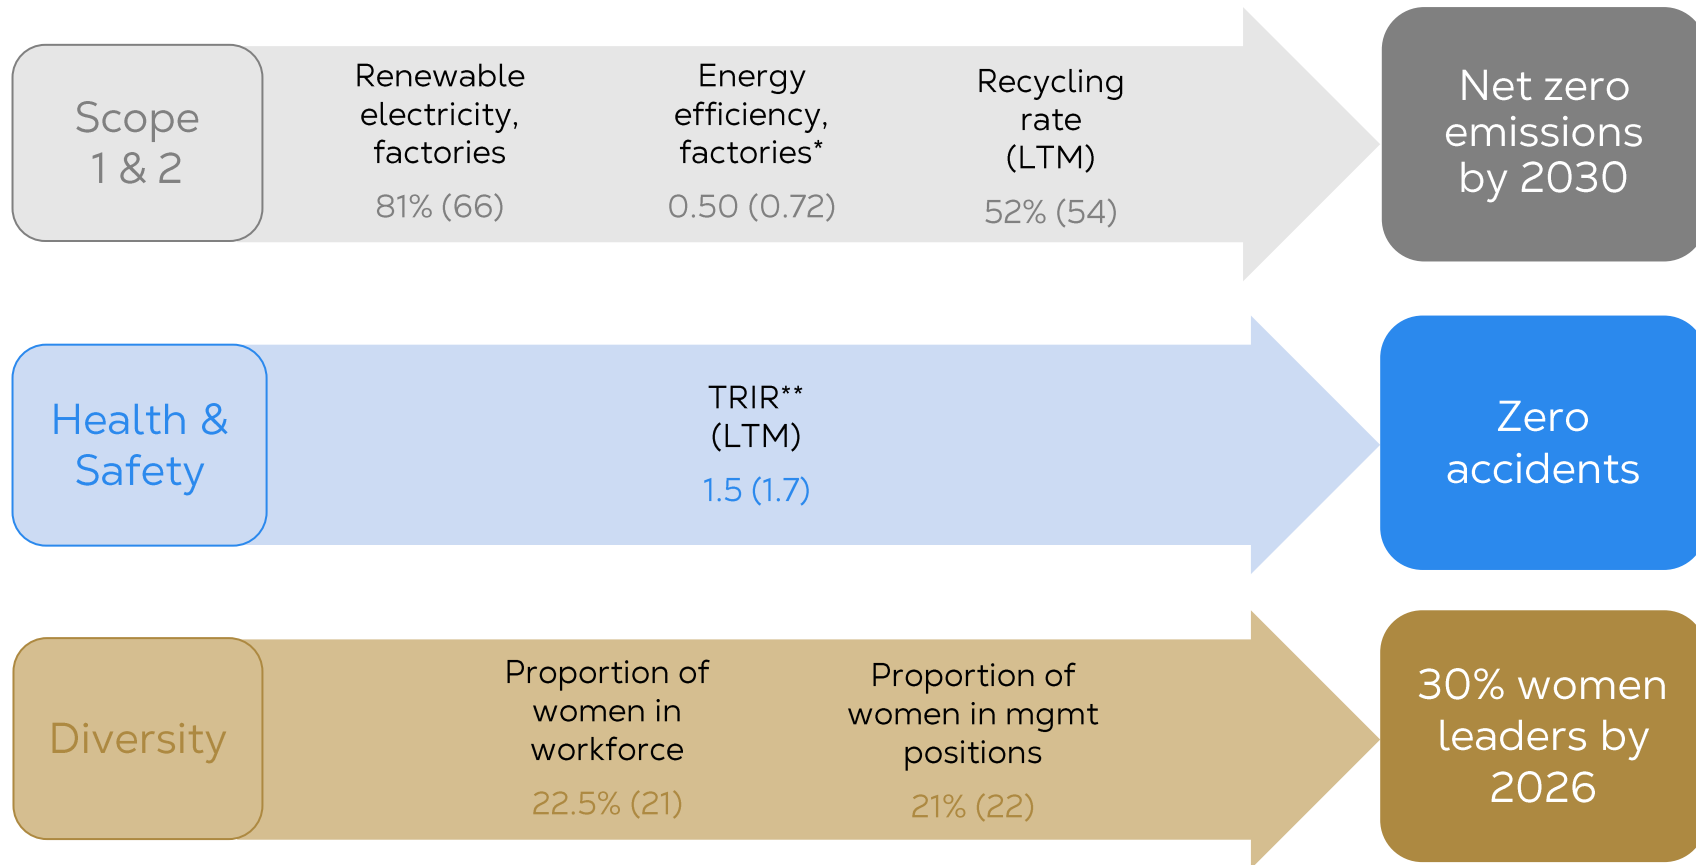 Scope
1 & 2
Renewable
electricity,
factories
81% (66)
Energy
efficiency,
factories*
0.50 (0.72)
Recycling
rate
(LTM)
52% (54)
Net zero
emissions
by 2030
Health &
Safety
TRIR**
(LTM)
1.5 (1.7)
Zero
accidents
Diversity
Proportion of
women in
workforce
22.5% (21)
Proportion of
women in mgmt
positions
21% (22)
30% women
leaders by
2026